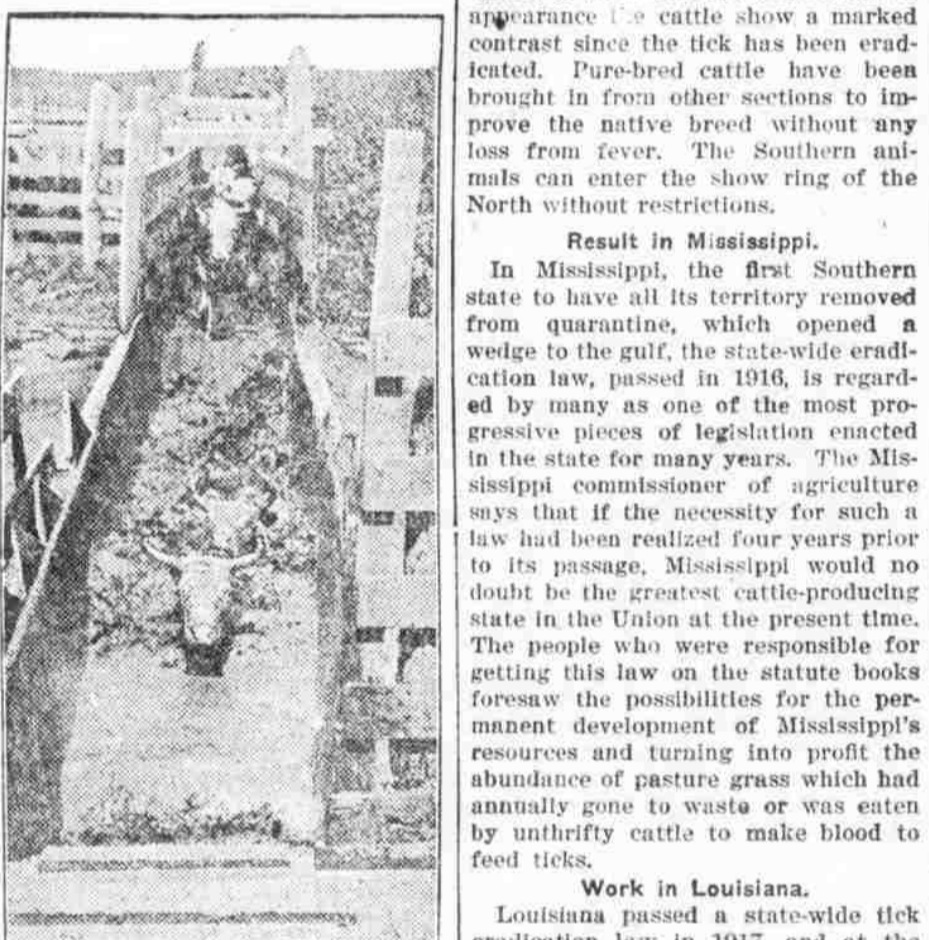 appearance the cattle show a marked
contrast since the tick has been erad-
icated. Pure-bred cattle have been
brought in from other sections to im-
prove the native breed without any
loss from fever. The Southern ani-
mals can enter the show ring of the
North without restrictions.
Result in Mississippi.
In Mississippi, the first Southern
state to have all its territory removed
from quarantine, which opened a
wedge to the gulf, the state-wide eradi-
cation law, passed in 1916, is regard-
ed by many as one of the most pro-
gressive pieces of legislation enacted
in the state for many years. The Mis-
sissippi commissioner of agriculture
says that if the necessity for such a
law had been realized four years prior
to its passage, Mississippi would no
doubt be the greatest cattle-producing
state in the Union at the present time.
The people who were responsible for
getting this law on the statute books
foresaw the possibilities for the per-
manent development of Mississippi's
resources and turning into profit the
abundance of pasture grass which had
annually gone to waste or was eaten
by unthrifty cattle to make blood to
feed ticks.
Work in Louisiana.
Louisiana passed a state-wide tick
eradication law in 1917, and at the